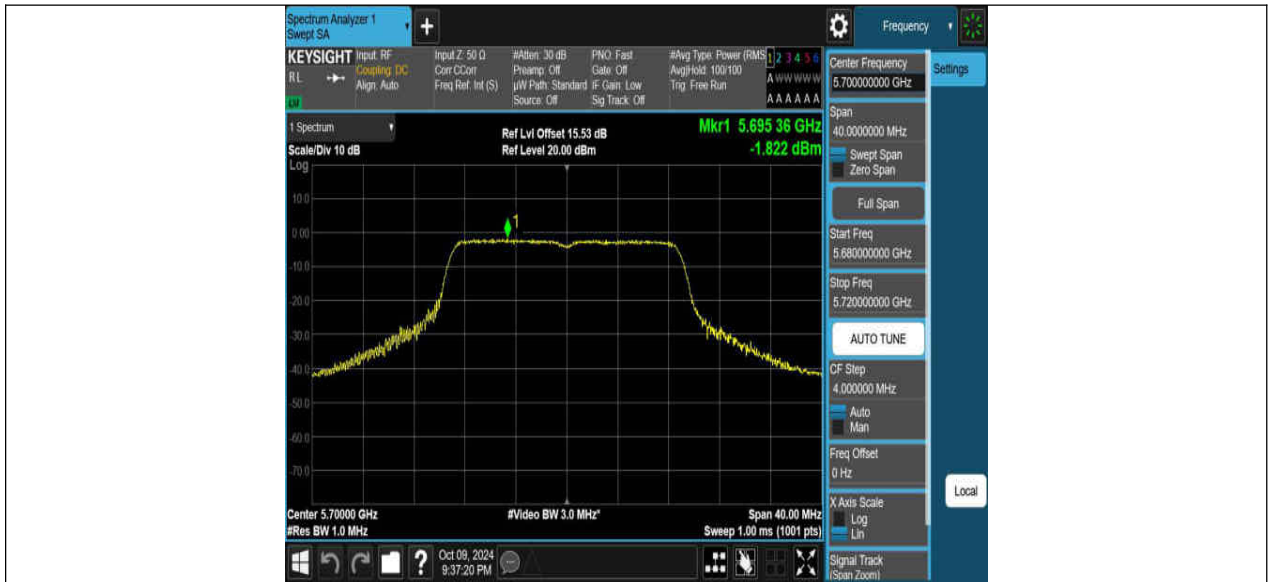 Spectrum Analyzer 1
Swept SA
+
Frequency
KEYSIGHT
RL
LM
Input: RF
Coupling: DC
Align: Auto
Input Z: 50 Ω
Corr CCorr
Freq Ref: Int (S)
#Atten: 30 dB
Preamp: Off
µW Path: Standard
Source: Off
PNO: Fast
Gate: Off
IF Gain: Low
Sig Track: Off
#Avg Type: Power (RMS
Avg|Hold: 100/100
Trig: Free Run
1 2 3 4 5 6
A W W W W W
A A A A A A
1 Spectrum
Scale/Div 10 dB
Ref Lvl Offset 15.53 dB
Ref Level 20.00 dBm
Mkr1 5.695 36 GHz
-1.822 dBm
Log
10.0
0.00
-10.0
-20.0
-30.0
-40.0
-50.0
-60.0
-70.0
1
Center 5.70000 GHz
#Res BW 1.0 MHz
#Video BW 3.0 MHz*
Span 40.00 MHz
Sweep 1.00 ms (1001 pts)
?
Oct 09, 2024
9:37:20 PM
Center Frequency
5.700000000 GHz
Settings
Span
40.0000000 MHz
Swept Span
Zero Span
Full Span
Start Freq
5.680000000 GHz
Stop Freq
5.720000000 GHz
AUTO TUNE
CF Step
4.000000 MHz
Auto
Man
Freq Offset
0 Hz
X Axis Scale
Log
Lin
Signal Track
(Span Zoom)
Local